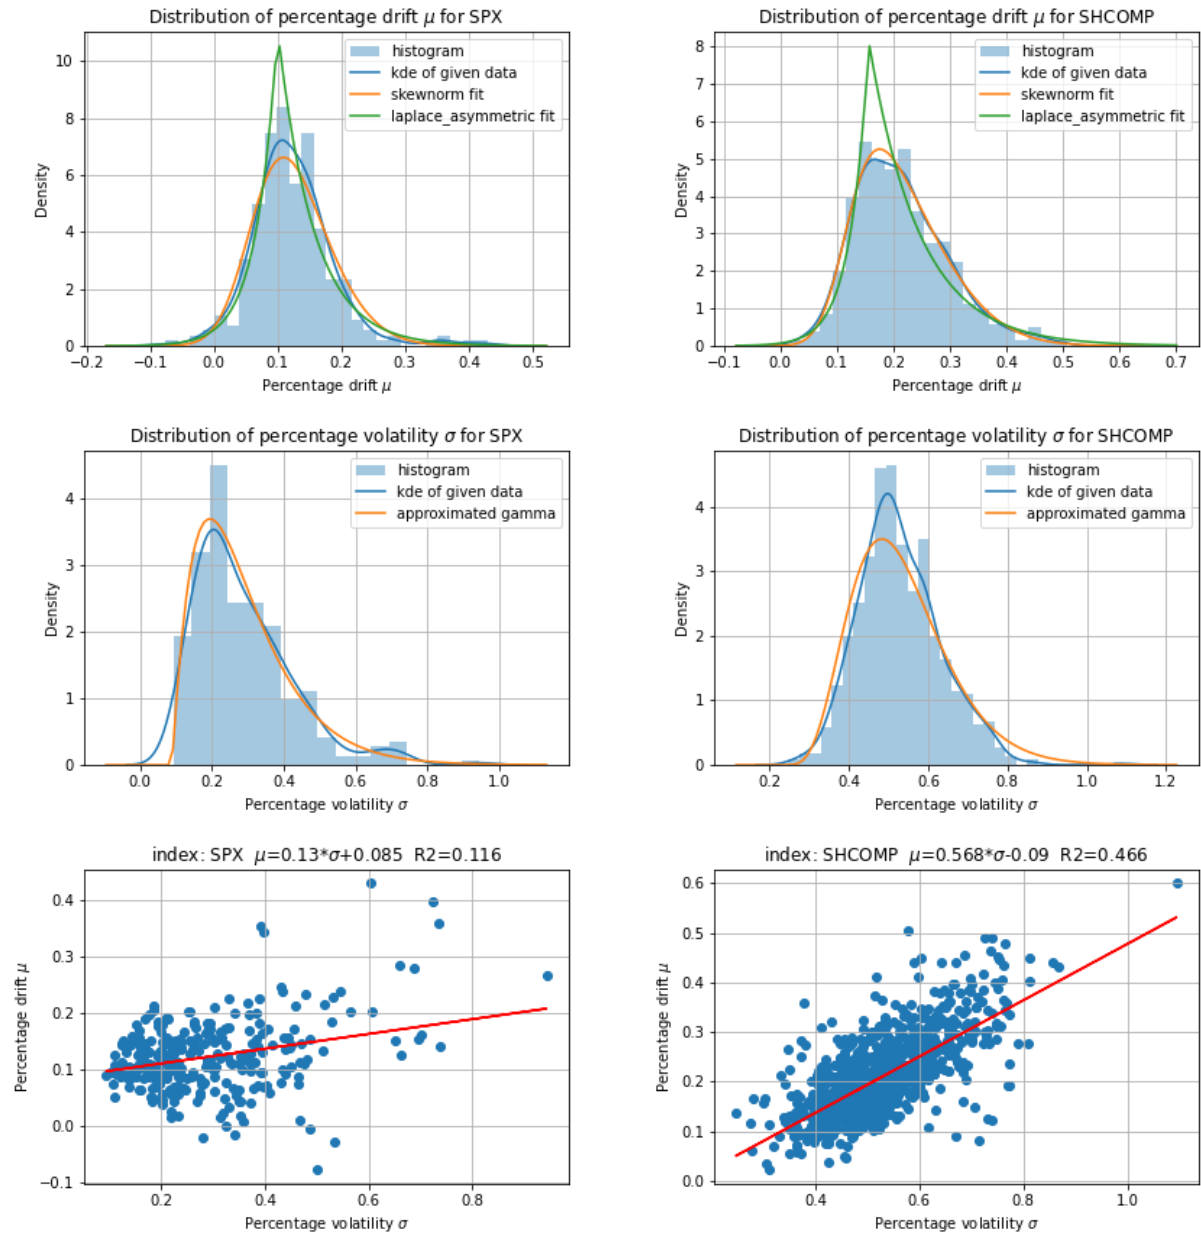 Distribution of percentage drift μ for SPX
Density
10
8
6
4
2
0
histogram
kde of given data
skewnorm fit
laplace_asymmetric fit
−0.2 −0.1 0.0 0.1 0.2 0.3 0.4 0.5
Percentage drift μ
Distribution of percentage drift μ for SHCOMP
Density
8
7
6
5
4
3
2
1
0
histogram
kde of given data
skewnorm fit
laplace_asymmetric fit
−0.1 0.0 0.1 0.2 0.3 0.4 0.5 0.6 0.7
Percentage drift μ
Distribution of percentage volatility σ for SPX
Density
4
3
2
1
0
histogram
kde of given data
approximated gamma
0.0 0.2 0.4 0.6 0.8 1.0
Percentage volatility σ
Distribution of percentage volatility σ for SHCOMP
Density
4
3
2
1
0
histogram
kde of given data
approximated gamma
0.2 0.4 0.6 0.8 1.0 1.2
Percentage volatility σ
index: SPX μ=0.13*σ+0.085 R2=0.116
Percentage drift μ
0.4
0.3
0.2
0.1
0.0
−0.1
0.2 0.4 0.6 0.8
Percentage volatility σ
index: SHCOMP μ=0.568*σ-0.09 R2=0.466
Percentage drift μ
0.6
0.5
0.4
0.3
0.2
0.1
0.0
0.4 0.6 0.8 1.0
Percentage volatility σ